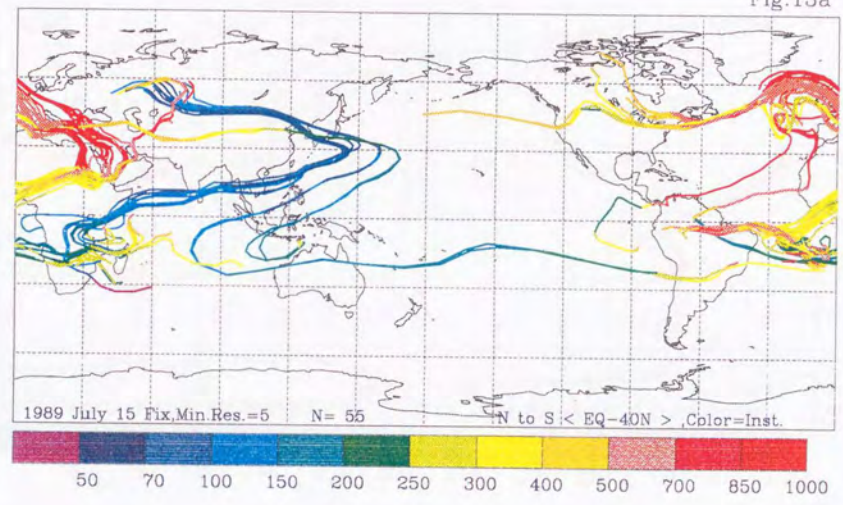 Fig.15a
1989 July 15 Fix,Min.Res.=5 N= 55 N to S < EQ-40N > ,Color=Inst.
50 70 100 150 200 250 300 400 500 700 850 1000